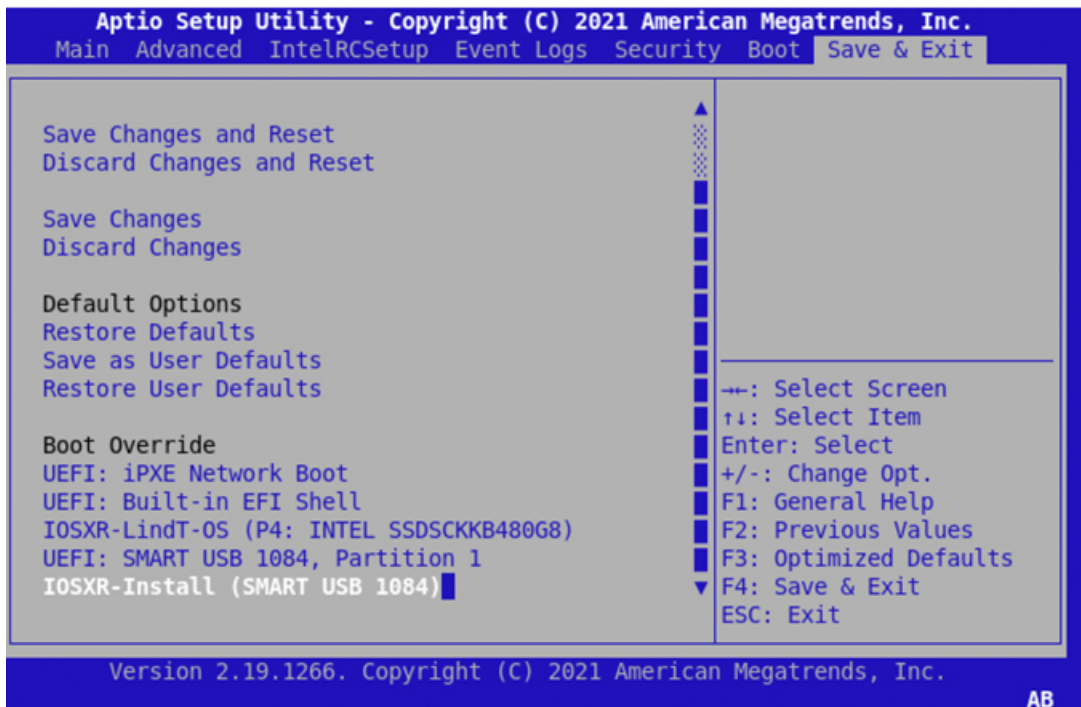 Aptio Setup Utility - Copyright (C) 2021 American Megatrends, Inc.
Main Advanced IntelRCSetup Event Logs Security Boot Save & Exit
Save Changes and Reset
Discard Changes and Reset
Save Changes
Discard Changes
Default Options
Restore Defaults
Save as User Defaults
Restore User Defaults
Boot Override
UEFI: iPXE Network Boot
UEFI: Built-in EFI Shell
IOSXR-LindT-OS (P4: INTEL SSDSCKKB480G8)
UEFI: SMART USB 1084, Partition 1
IOSXR-Install (SMART USB 1084)
→←: Select Screen
↑↓: Select Item
Enter: Select
+/-: Change Opt.
F1: General Help
F2: Previous Values
F3: Optimized Defaults
F4: Save & Exit
ESC: Exit
Version 2.19.1266. Copyright (C) 2021 American Megatrends, Inc.
AB